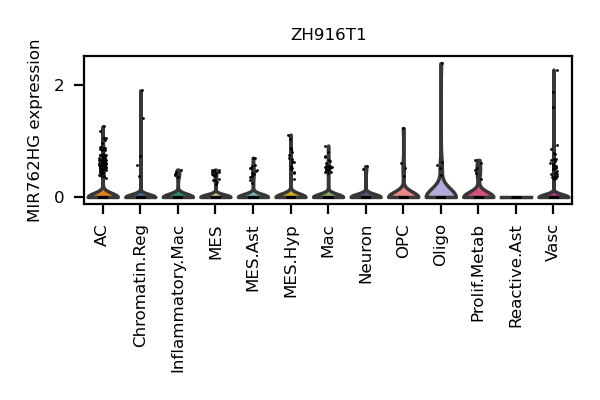 ZH916T1
MIR762HG expression
2
0
AC
Chromatin.Reg
Inflammatory.Mac
MES
MES.Ast
MES.Hyp
Mac
Neuron
OPC
Oligo
Prolif.Metab
Reactive.Ast
Vasc